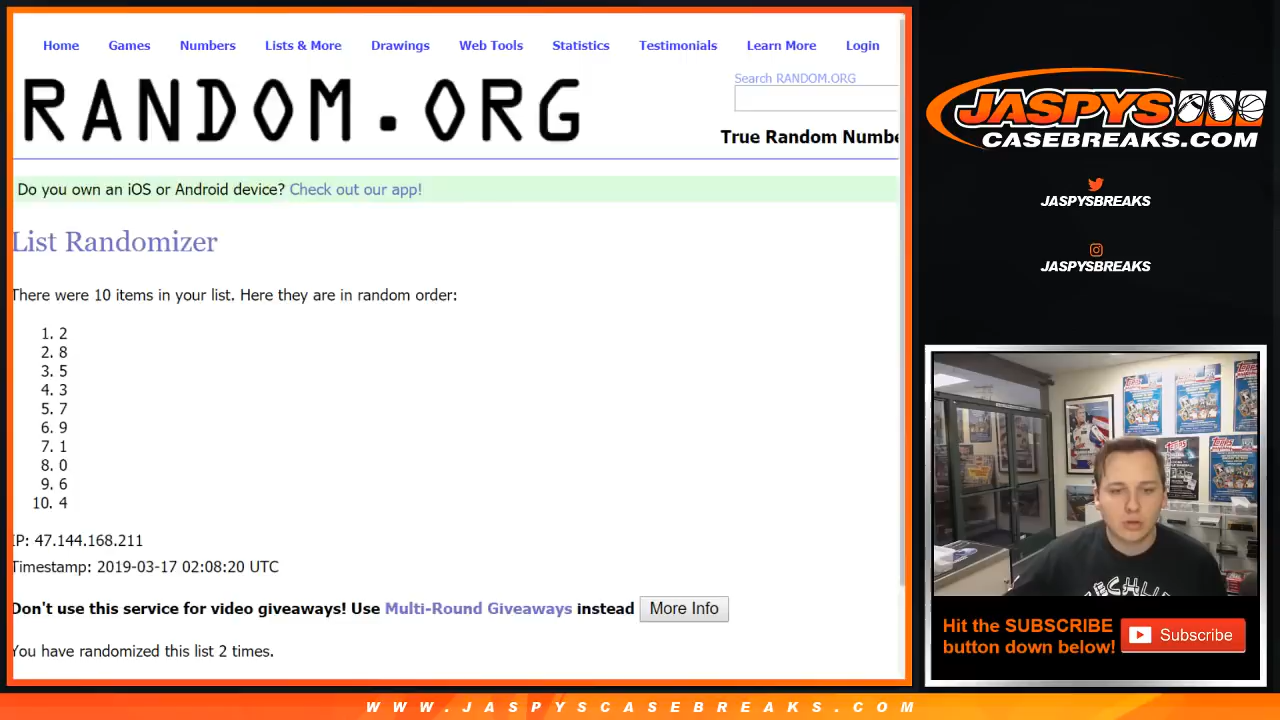 Home Games Numbers Lists & More Drawings Web Tools Statistics Testimonials Learn More Login
RANDOM.ORG
Search RANDOM.ORG
True Random Numbe
Do you own an iOS or Android device? Check out our app!
List Randomizer
There were 10 items in your list. Here they are in random order:
1. 2
2. 8
3. 5
4. 3
5. 7
6. 9
7. 1
8. 0
9. 6
10. 4
IP: 47.144.168.211
Timestamp: 2019-03-17 02:08:20 UTC
Don't use this service for video giveaways! Use Multi-Round Giveaways instead More Info
You have randomized this list 2 times.
JASPYS
CASEBREAKS.COM
JASPYSBREAKS
JASPYSBREAKS
Hit the SUBSCRIBE
button down below!
Subscribe
WWW.JASPYSCASEBREAKS.COM